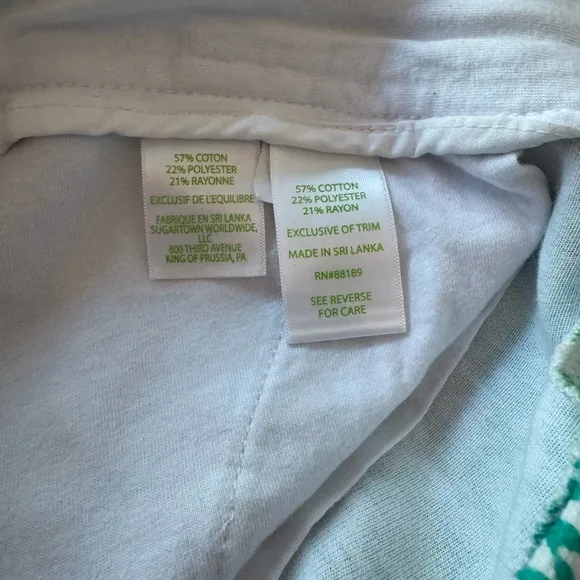 57% COTTON
22% POLYESTER
21% RAYONNE
EXCLUSIF DE L'EQUILIBRE
FABRIQUE EN SRI LANKA
SUGARTOWN WORLDWIDE,
LLC
800 THIRD AVENUE
KING OF PRUSSIA, PA
57% COTTON
22% POLYESTER
21% RAYON
EXCLUSIVE OF TRIM
MADE IN SRI LANKA
RN#88189
SEE REVERSE
FOR CARE